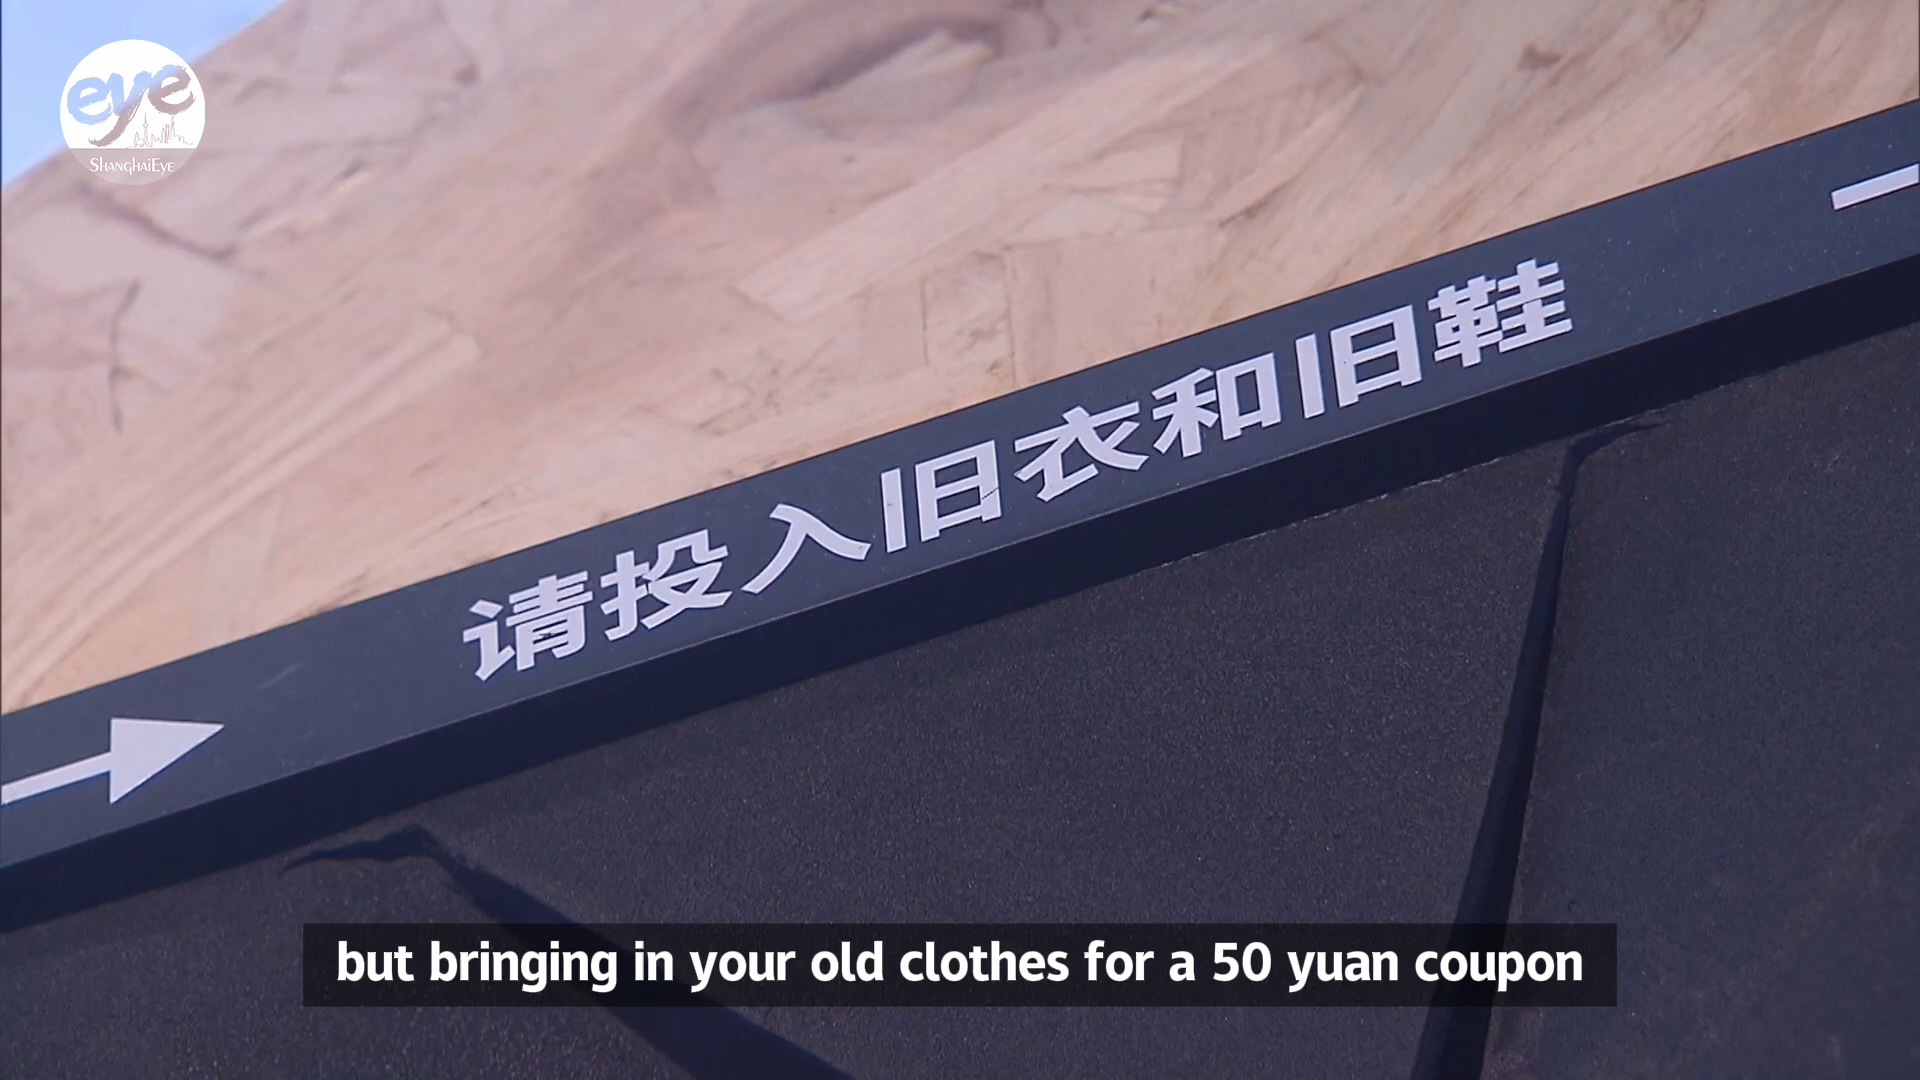 eye
ShanghaiEye
请投入旧衣和旧鞋
but bringing in your old clothes for a 50 yuan coupon